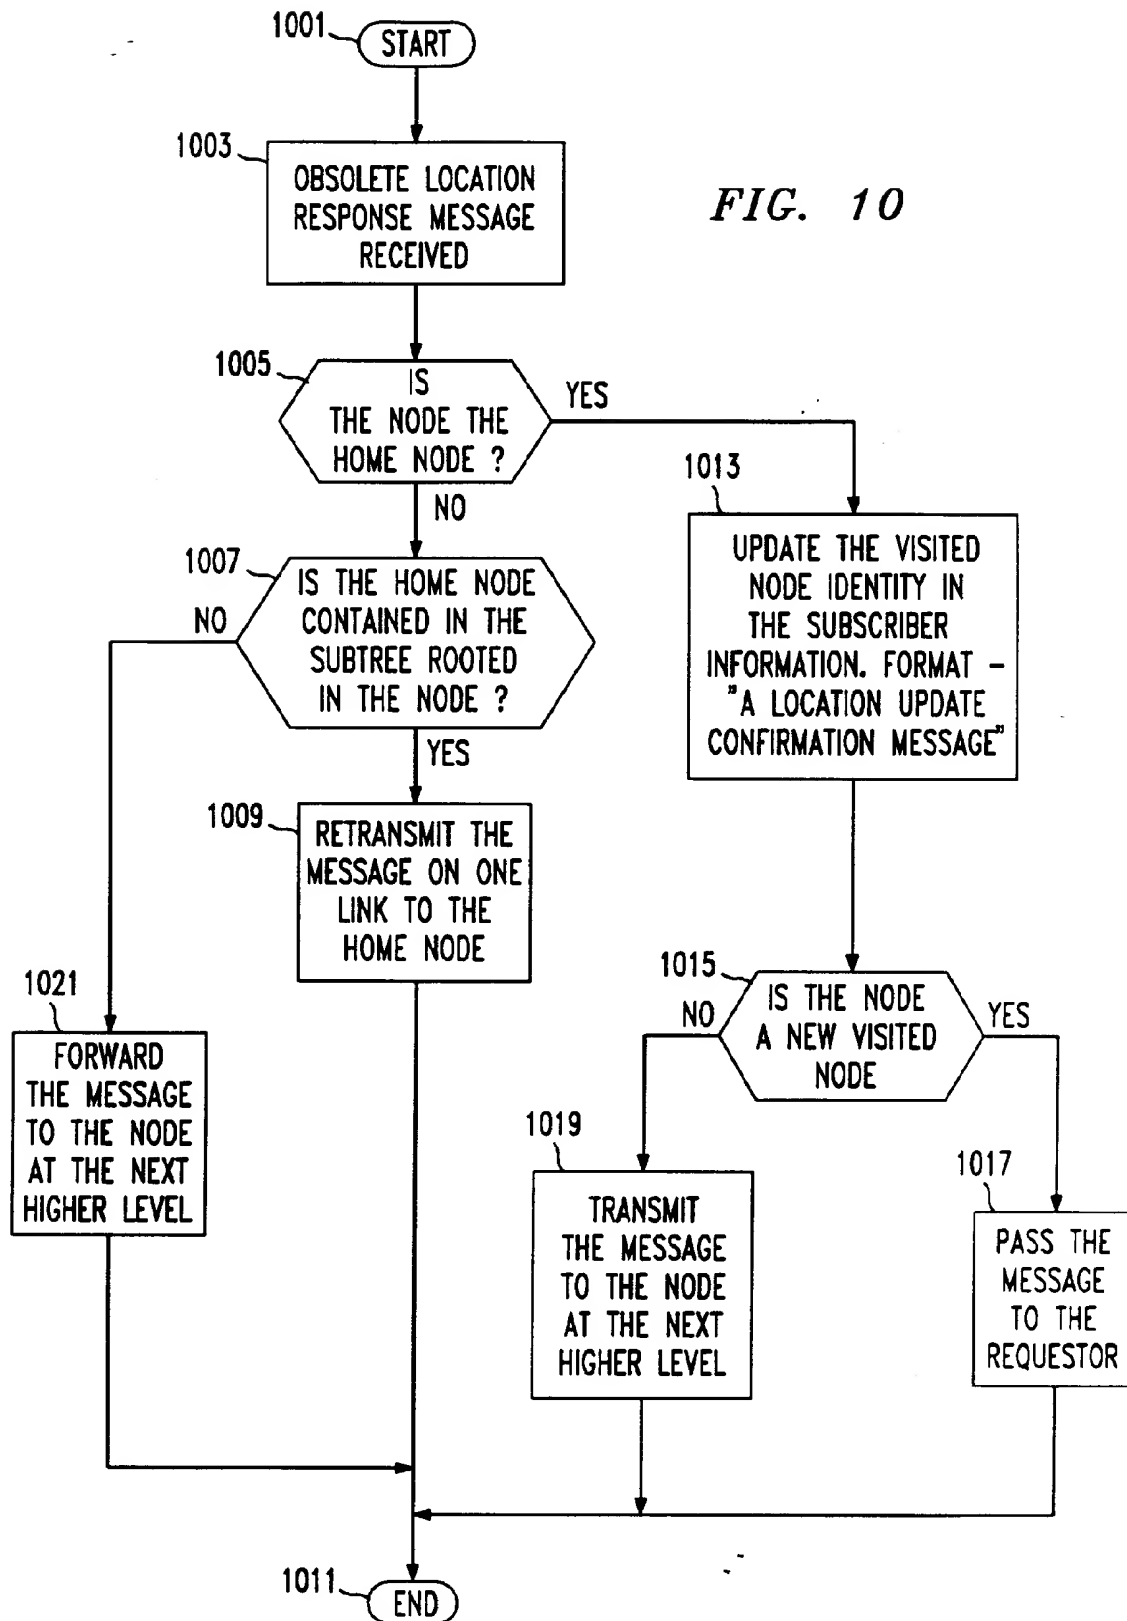 1001
START
1003
OBSOLETE LOCATION
RESPONSE MESSAGE
RECEIVED
FIG. 10
1005
IS
THE NODE THE
HOME NODE ?
YES
NO
1007
IS THE HOME NODE
CONTAINED IN THE
SUBTREE ROOTED
IN THE NODE ?
NO
YES
1013
UPDATE THE VISITED
NODE IDENTITY IN
THE SUBSCRIBER
INFORMATION. FORMAT –
"A LOCATION UPDATE
CONFIRMATION MESSAGE"
1009
RETRANSMIT THE
MESSAGE ON ONE
LINK TO THE
HOME NODE
1015
IS THE NODE
A NEW VISITED
NODE
NO
YES
1021
FORWARD
THE MESSAGE
TO THE NODE
AT THE NEXT
HIGHER LEVEL
1019
TRANSMIT
THE MESSAGE
TO THE NODE
AT THE NEXT
HIGHER LEVEL
1017
PASS THE
MESSAGE
TO THE
REQUESTOR
1011
END